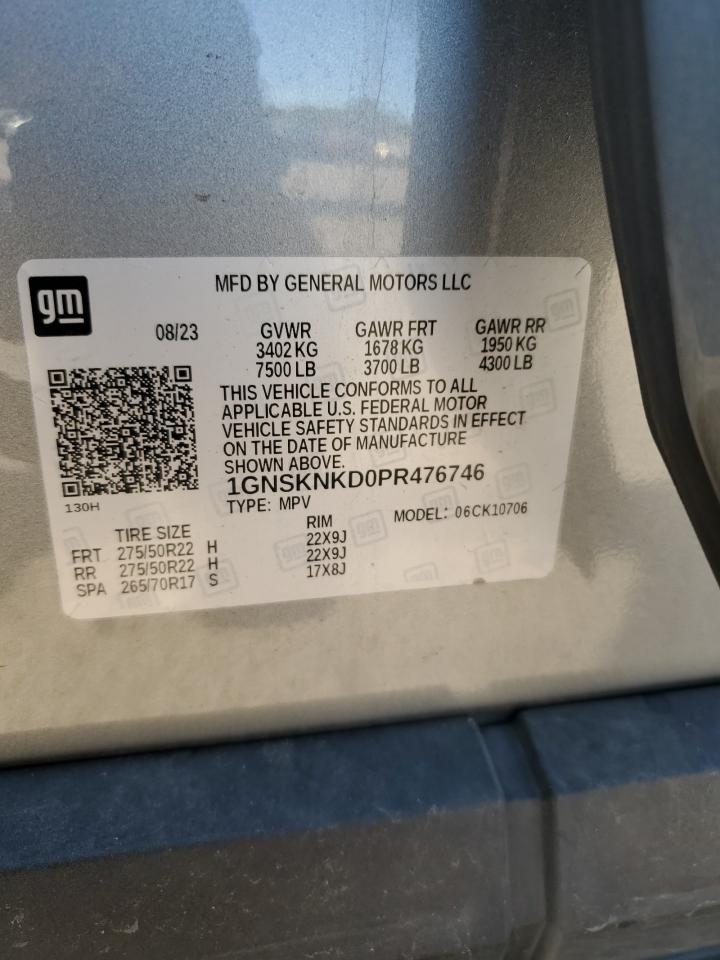 gm
MFD BY GENERAL MOTORS LLC
08/23 GVWR GAWR FRT GAWR RR
3402 KG 1678 KG 1950 KG
7500 LB 3700 LB 4300 LB
THIS VEHICLE CONFORMS TO ALL
APPLICABLE U.S. FEDERAL MOTOR
VEHICLE SAFETY STANDARDS IN EFFECT
ON THE DATE OF MANUFACTURE
SHOWN ABOVE.
1GNSKNKD0PR476746
130H
TYPE: MPV MODEL: 06CK10706
TIRE SIZE RIM
FRT 275/50R22 H 22X9J
RR 275/50R22 H 22X9J
SPA 265/70R17 S 17X8J